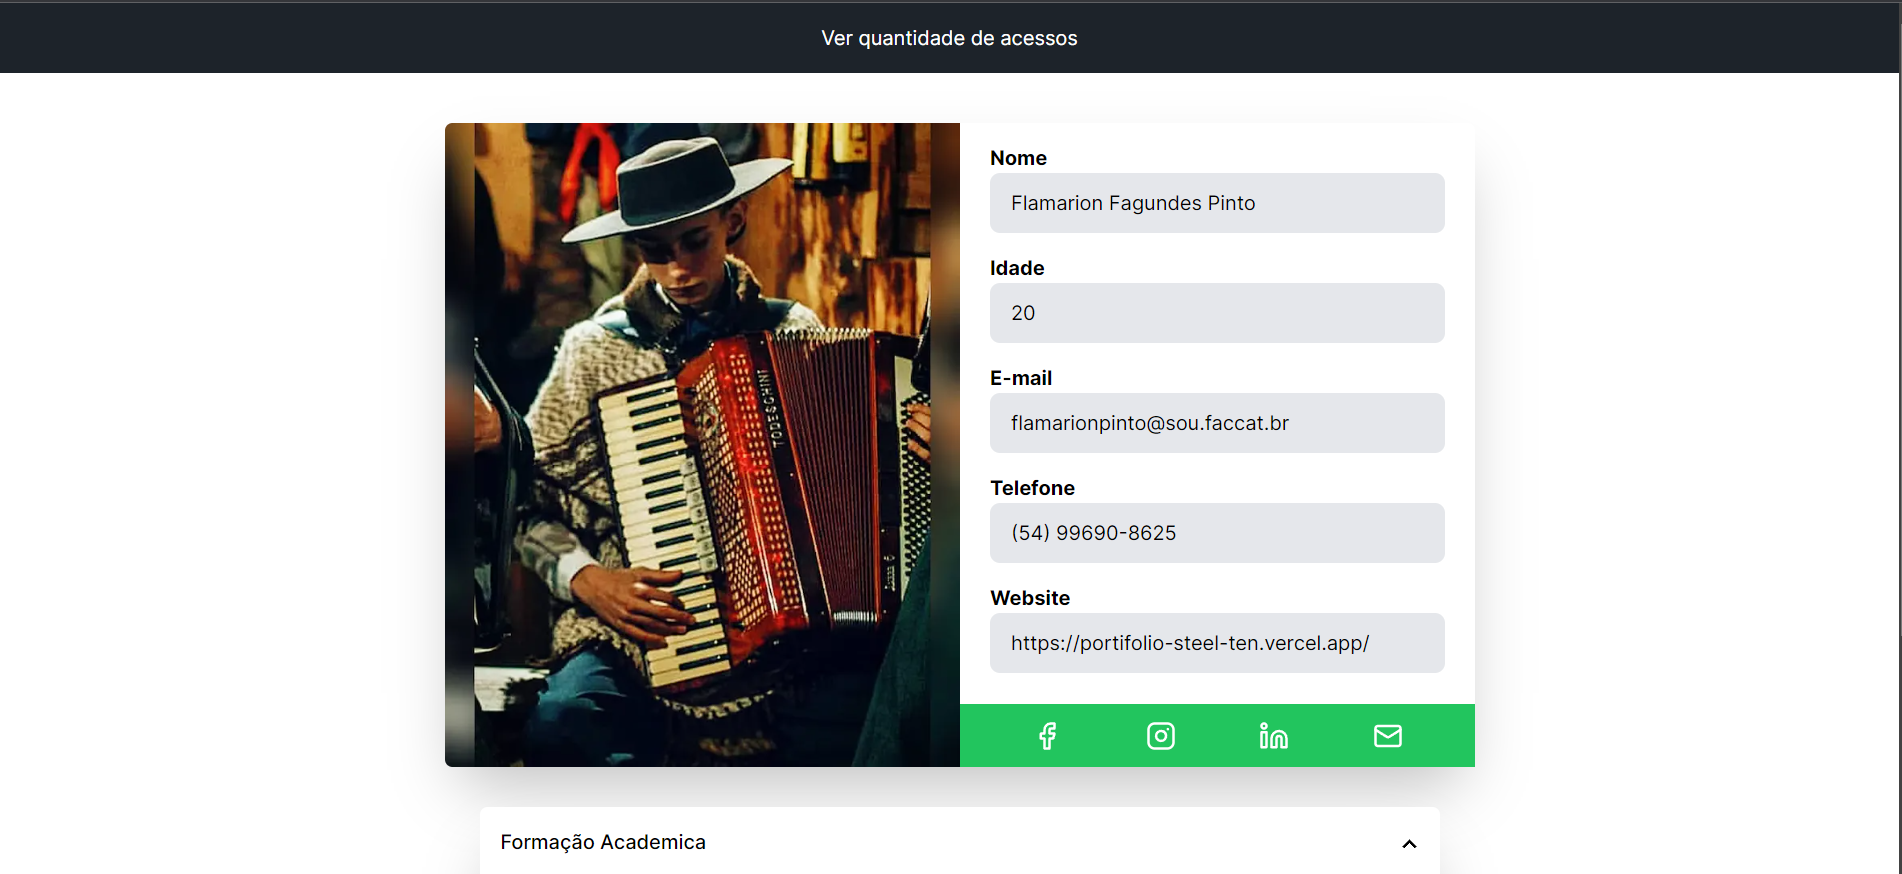 Ver quantidade de acessos
TODESCHINI
Nome
Flamarion Fagundes Pinto
Idade
20
E-mail
flamarionpinto@sou.faccat.br
Telefone
(54) 99690-8625
Website
https://portifolio-steel-ten.vercel.app/
Formação Academica